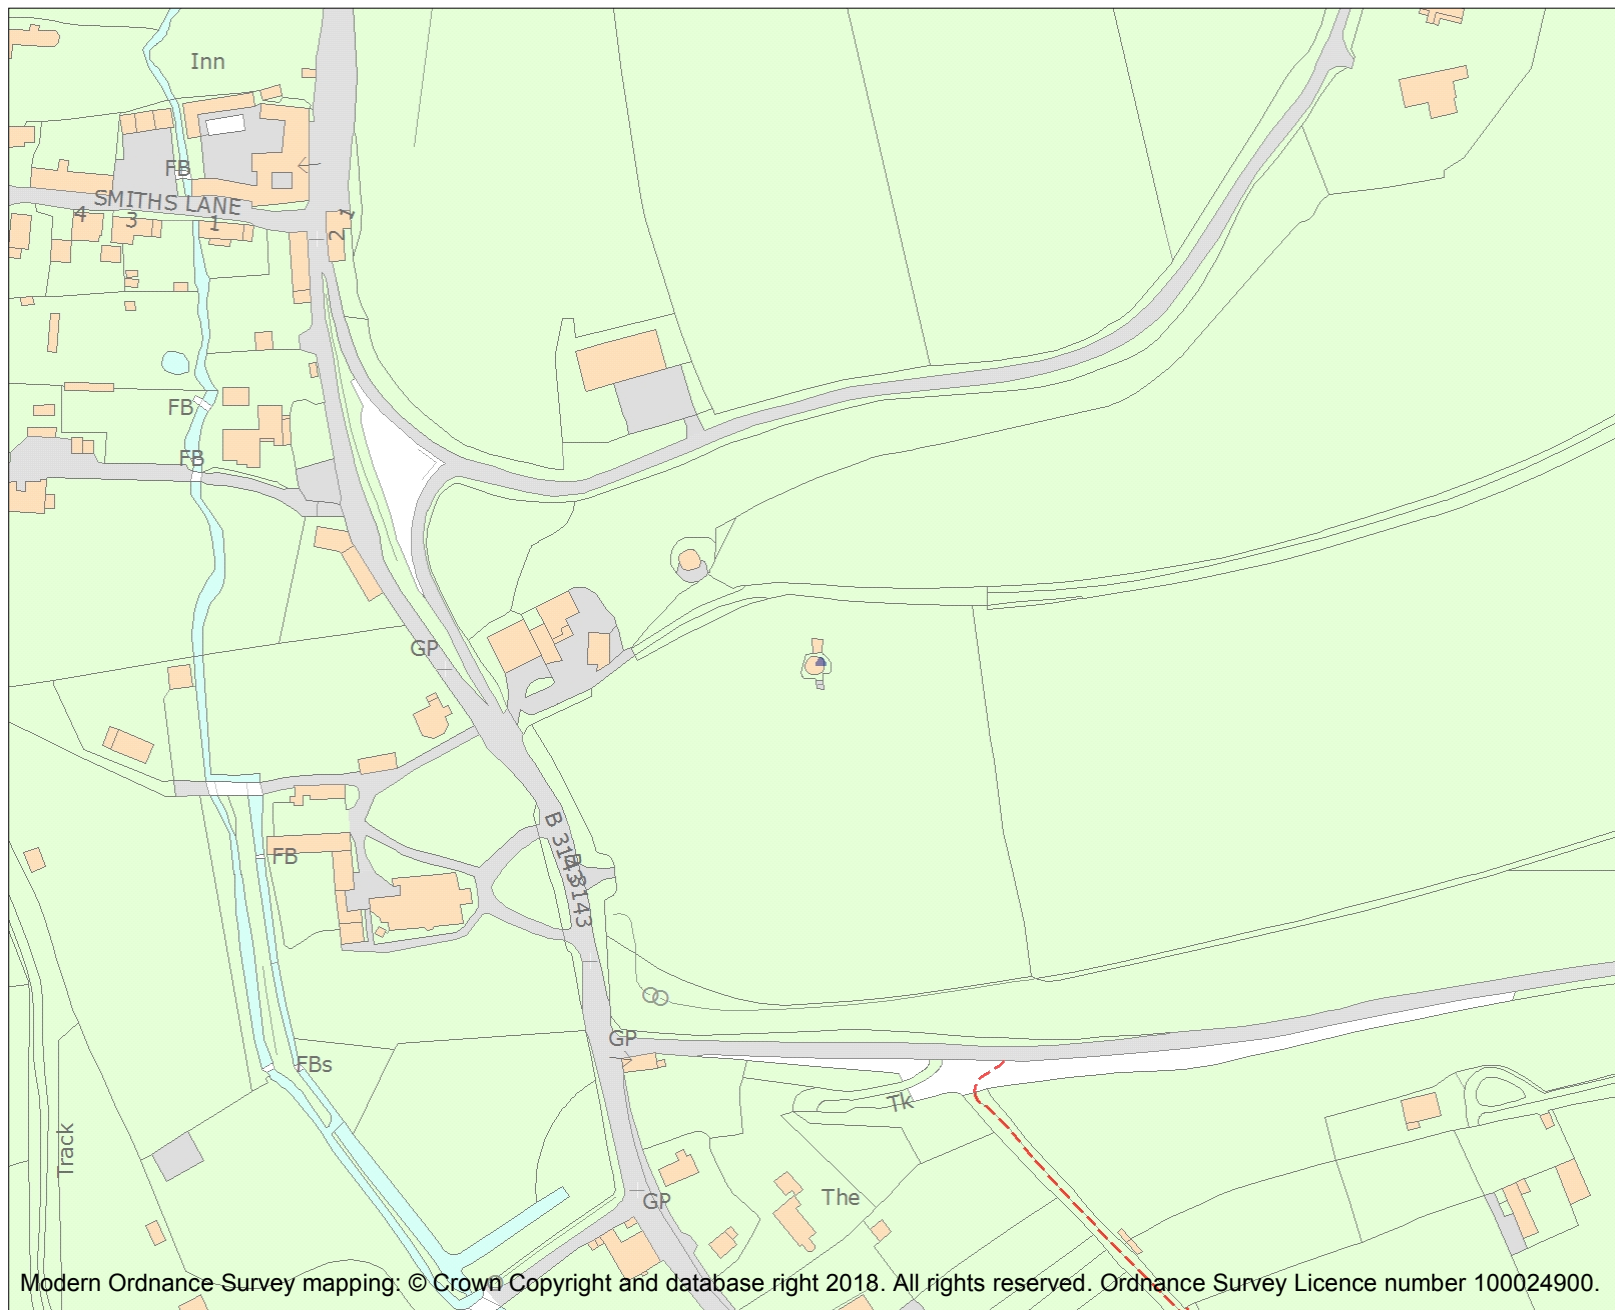 Inn
FB
SMITHS LANE
4
3
1
1
2
FB
FB
GP
B 3143
B 3143
FB
GP
FBs
Tk
Track
The
GP
Modern Ordnance Survey mapping: © Crown Copyright and database right 2018. All rights reserved. Ordnance Survey Licence number 100024900.